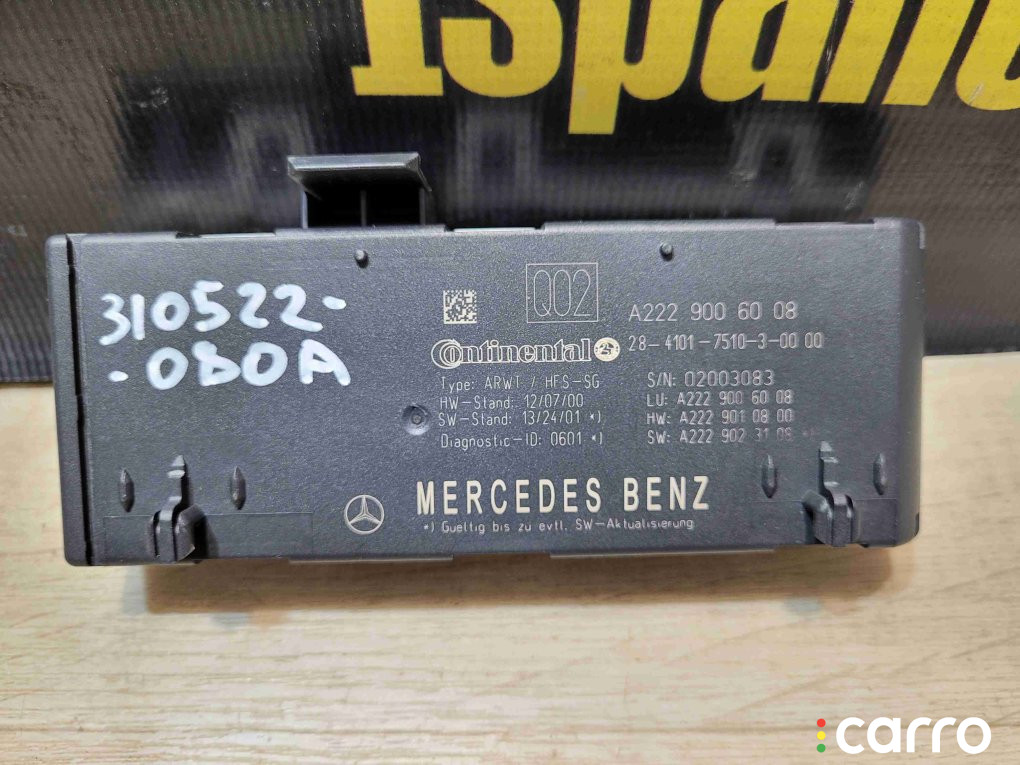 310522-
-080A
Q02
A222 900 60 08
Continental
28-4101-7510-3-00 00
Type: ARWT / HFS-SG
HW-Stand: 12/07/00
SW-Stand: 13/24/01 *)
Diagnostic-ID: 0601 *)
S/N: 02003083
LU: A222 900 60 08
HW: A222 901 08 00
SW: A222 902 31 08
MERCEDES BENZ
*) Gueltig bis zu evtl. SW-Aktualisierung
carro